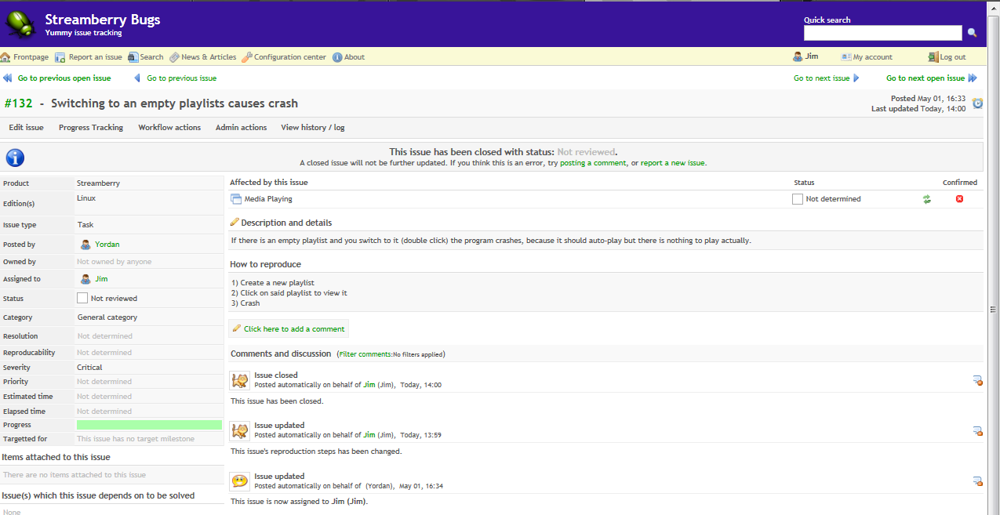 Streamberry Bugs
Yummy issue tracking
Quick search
Frontpage Report an issue Search News & Articles Configuration center About Jim My account Log out
Go to previous open issue Go to previous issue Go to next issue Go to next open issue
#132 - Switching to an empty playlists causes crash
Posted May 01, 16:33
Last updated Today, 14:00
Edit issue Progress Tracking Workflow actions Admin actions View history / log
This issue has been closed with status: Not reviewed.
A closed issue will not be further updated. If you think this is an error, try posting a comment, or report a new issue.
Product Streamberry
Edition(s) Linux
Issue type Task
Posted by Yordan
Owned by Not owned by anyone
Assigned to Jim
Status Not reviewed
Category General category
Resolution Not determined
Reproducability Not determined
Severity Critical
Priority Not determined
Estimated time Not determined
Elapsed time Not determined
Progress
Targetted for This issue has no target milestone
Items attached to this issue
There are no items attached to this issue
Issue(s) which this issue depends on to be solved
None
Affected by this issue Status Confirmed
Media Playing Not determined
Description and details
If there is an empty playlist and you switch to it (double click) the program crashes, because it should auto-play but there is nothing to play actually.
How to reproduce
1) Create a new playlist
2) Click on said playlist to view it
3) Crash
Click here to add a comment
Comments and discussion (Filter comments:No filters applied)
Issue closed
Posted automatically on behalf of Jim (Jim), Today, 14:00
This issue has been closed.
Issue updated
Posted automatically on behalf of Jim (Jim), Today, 13:59
This issue's reproduction steps has been changed.
Issue updated
Posted automatically on behalf of (Yordan), May 01, 16:34
This issue is now assigned to Jim (Jim).